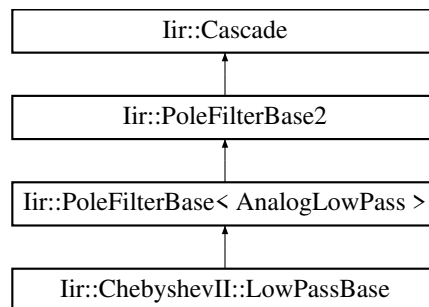 Iir::Cascade
Iir::PoleFilterBase2
Iir::PoleFilterBase< AnalogLowPass >
Iir::ChebyshevII::LowPassBase